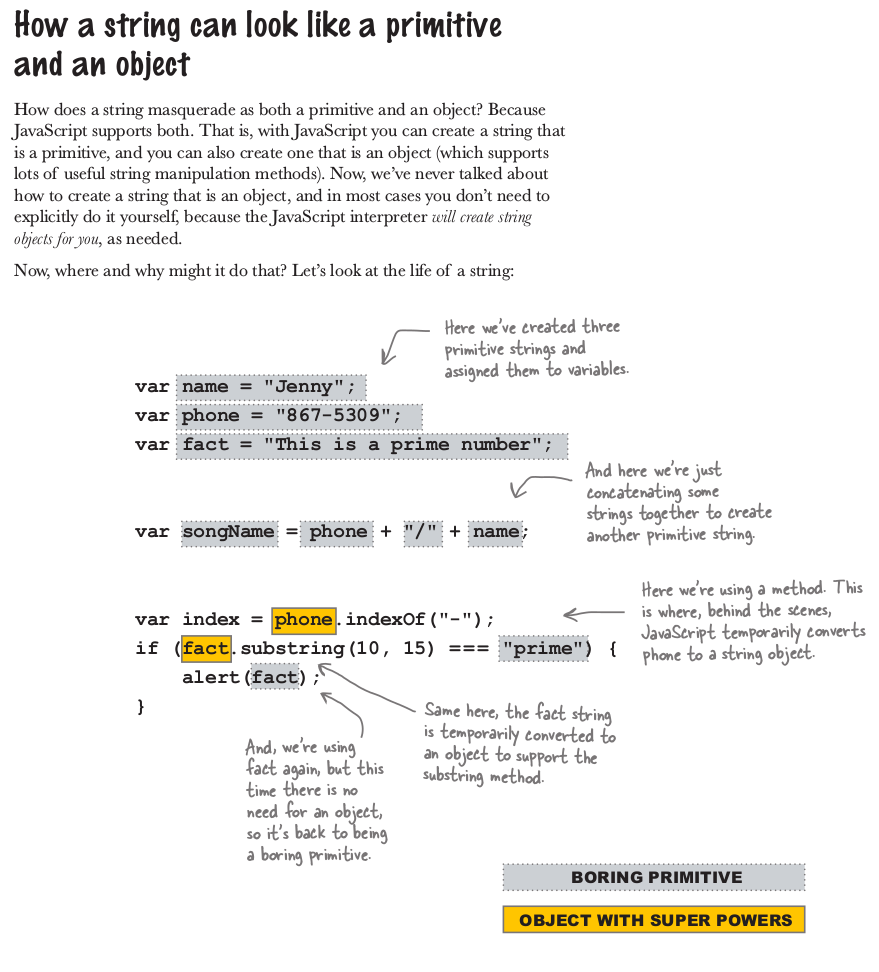 How a string can look like a primitive
and an object
How does a string masquerade as both a primitive and an object? Because
JavaScript supports both. That is, with JavaScript you can create a string that
is a primitive, and you can also create one that is an object (which supports
lots of useful string manipulation methods). Now, we've never talked about
how to create a string that is an object, and in most cases you don't need to
explicitly do it yourself, because the JavaScript interpreter will create string
objects for you, as needed.
Now, where and why might it do that? Let's look at the life of a string:
Here we've created three
primitive strings and
assigned them to variables.
var name = "Jenny";
var phone = "867-5309";
var fact = "This is a prime number";
And here we're just
concatenating some
strings together to create
another primitive string.
var songName = phone + "/" + name;
Here we're using a method. This
is where, behind the scenes,
JavaScript temporarily converts
phone to a string object.
var index = phone.indexOf("-");
if (fact.substring(10, 15) === "prime") {
alert(fact);
}
Same here, the fact string
is temporarily converted to
an object to support the
substring method.
And, we're using
fact again, but this
time there is no
need for an object,
so it's back to being
a boring primitive.
BORING PRIMITIVE
OBJECT WITH SUPER POWERS